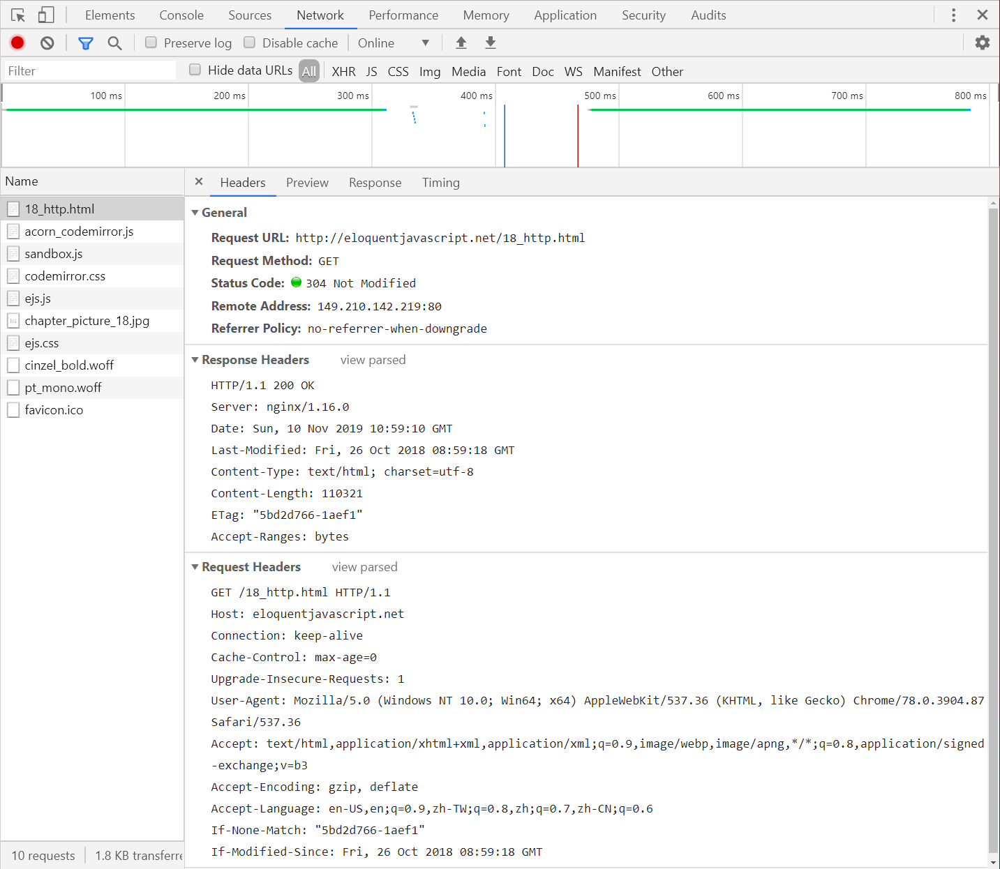 Elements Console Sources Network Performance Memory Application Security Audits
Preserve log Disable cache Online
Filter Hide data URLs All XHR JS CSS Img Media Font Doc WS Manifest Other
100 ms 200 ms 300 ms 400 ms 500 ms 600 ms 700 ms 800 ms
Name
18_http.html
acorn_codemirror.js
sandbox.js
codemirror.css
ejs.js
chapter_picture_18.jpg
ejs.css
cinzel_bold.woff
pt_mono.woff
favicon.ico
10 requests 1.8 KB transferre
Headers Preview Response Timing
General
Request URL: http://eloquentjavascript.net/18_http.html
Request Method: GET
Status Code: 304 Not Modified
Remote Address: 149.210.142.219:80
Referrer Policy: no-referrer-when-downgrade
Response Headers view parsed
HTTP/1.1 200 OK
Server: nginx/1.16.0
Date: Sun, 10 Nov 2019 10:59:10 GMT
Last-Modified: Fri, 26 Oct 2018 08:59:18 GMT
Content-Type: text/html; charset=utf-8
Content-Length: 110321
ETag: "5bd2d766-1aef1"
Accept-Ranges: bytes
Request Headers view parsed
GET /18_http.html HTTP/1.1
Host: eloquentjavascript.net
Connection: keep-alive
Cache-Control: max-age=0
Upgrade-Insecure-Requests: 1
User-Agent: Mozilla/5.0 (Windows NT 10.0; Win64; x64) AppleWebKit/537.36 (KHTML, like Gecko) Chrome/78.0.3904.87
Safari/537.36
Accept: text/html,application/xhtml+xml,application/xml;q=0.9,image/webp,image/apng,*/*;q=0.8,application/signed
-exchange;v=b3
Accept-Encoding: gzip, deflate
Accept-Language: en-US,en;q=0.9,zh-TW;q=0.8,zh;q=0.7,zh-CN;q=0.6
If-None-Match: "5bd2d766-1aef1"
If-Modified-Since: Fri, 26 Oct 2018 08:59:18 GMT